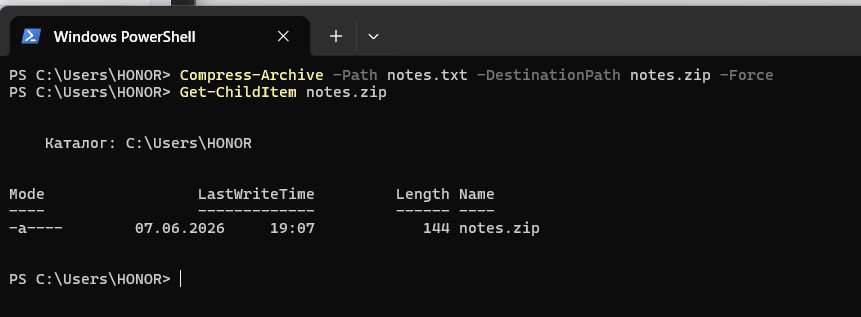 Windows PowerShell
PS C:\Users\HONOR> Compress-Archive -Path notes.txt -DestinationPath notes.zip -Force
PS C:\Users\HONOR> Get-ChildItem notes.zip
Каталог: C:\Users\HONOR
Mode                 LastWriteTime         Length Name
----                 -------------         ------ ----
-a----        07.06.2026     19:07            144 notes.zip
PS C:\Users\HONOR>